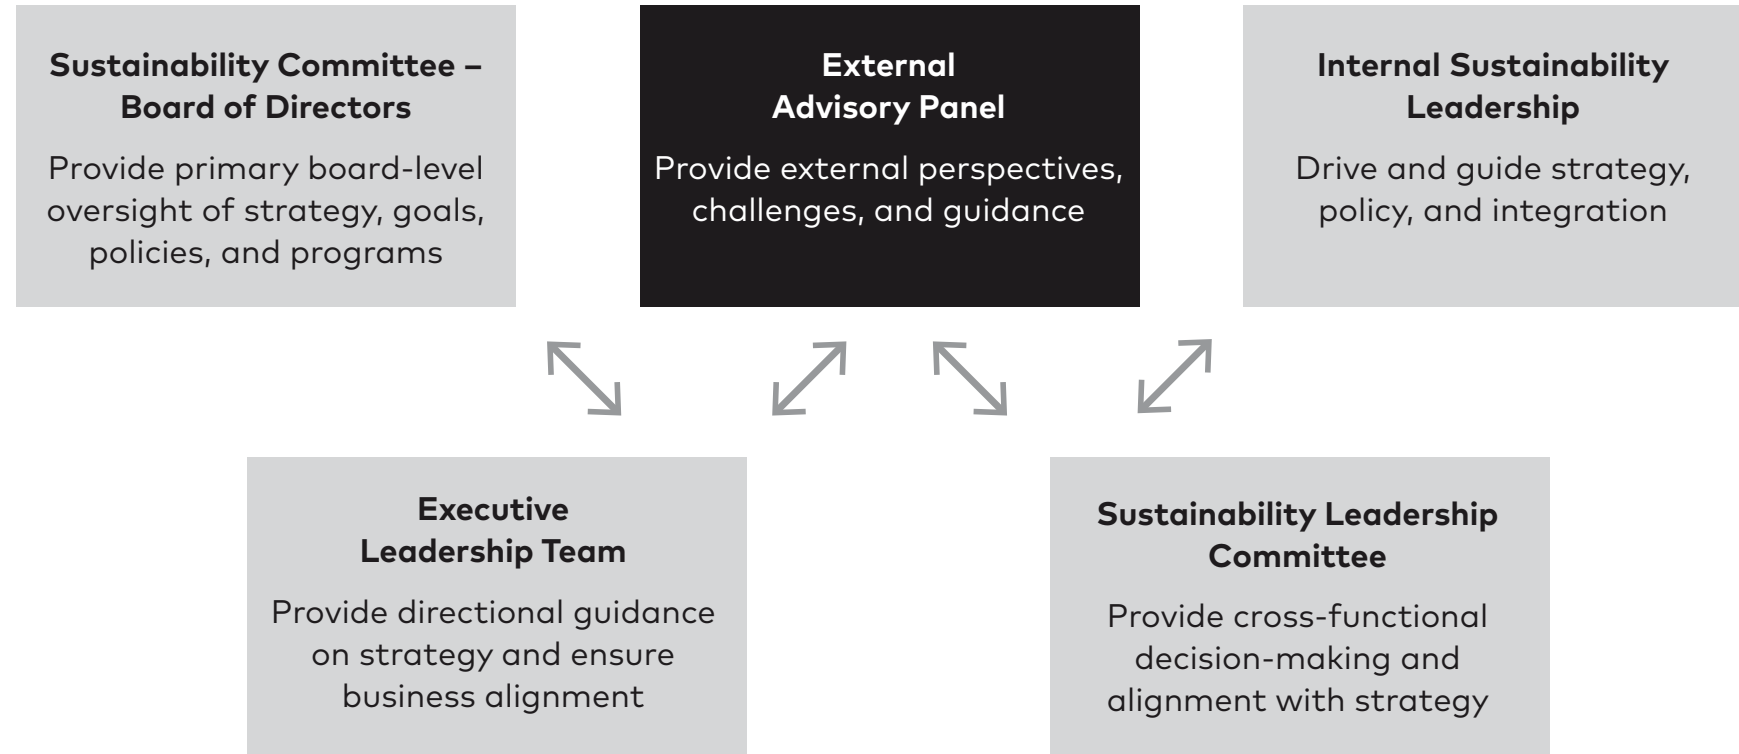 Sustainability Committee –
Board of Directors
Provide primary board-level
oversight of strategy, goals,
policies, and programs
External
Advisory Panel
Provide external perspectives,
challenges, and guidance
Internal Sustainability
Leadership
Drive and guide strategy,
policy, and integration
Executive
Leadership Team
Provide directional guidance
on strategy and ensure
business alignment
Sustainability Leadership
Committee
Provide cross-functional
decision-making and
alignment with strategy